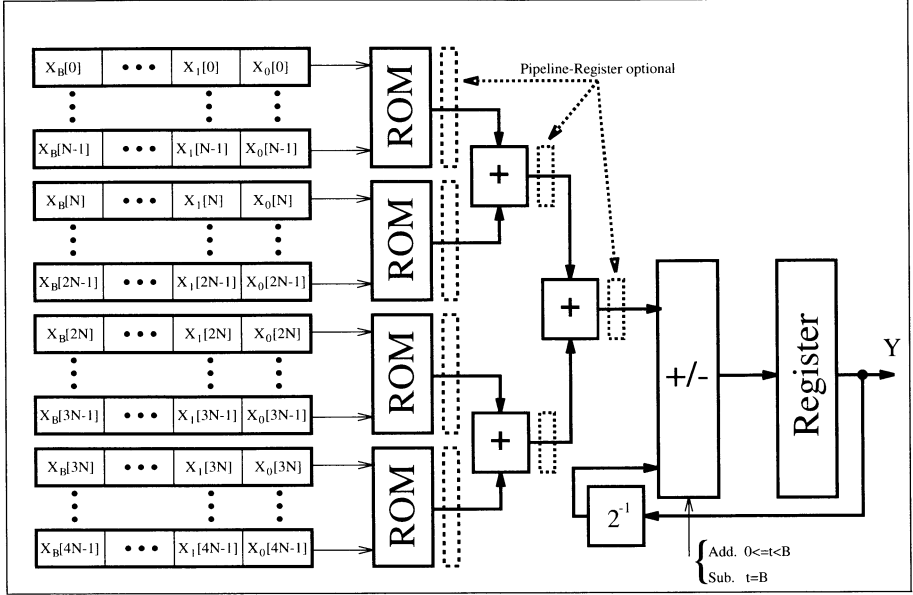 X_B[0] ••• X_1[0] X_0[0]
X_B[N-1] ••• X_1[N-1] X_0[N-1]
ROM
X_B[N] ••• X_1[N] X_0[N]
X_B[2N-1] ••• X_1[2N-1] X_0[2N-1]
ROM
X_B[2N] ••• X_1[2N] X_0[2N]
X_B[3N-1] ••• X_1[3N-1] X_0[3N-1]
ROM
X_B[3N] ••• X_1[3N] X_0[3N]
X_B[4N-1] ••• X_1[4N-1] X_0[4N-1]
ROM
Pipeline-Register optional
+
+
+
+/-
Register
Y
2^-1
Add. 0<=t<B
Sub. t=B